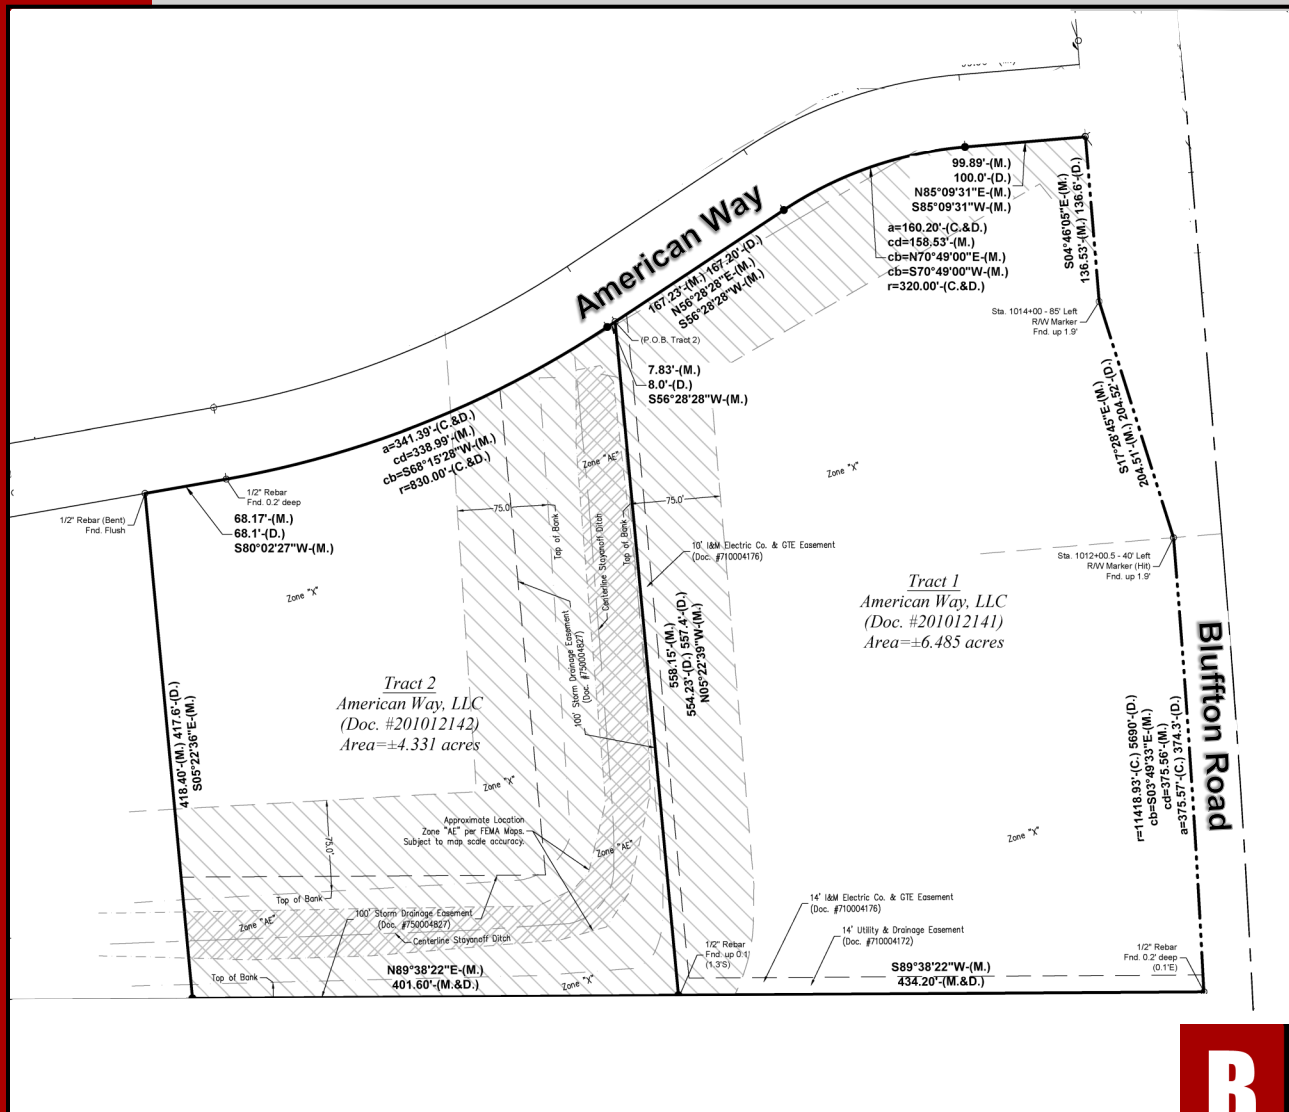 American Way
99.89'-(M.)
100.0'-(D.)
N85°09'31"E-(M.)
S85°09'31"W-(M.)
a=160.20'-(C.&D.)
cd=158.53'-(M.)
cb=N70°49'00"E-(M.)
cb=S70°49'00"W-(M.)
r=320.00'-(C.&D.)
S04°46'05"E-(M.)
136.53'-(M.) 136.6'-(D.)
167.23'-(M.) 167.20'-(D.)
N56°28'28"E-(M.)
S56°28'28"W-(M.)
Sta. 1014+00 - 85' Left
R/W Marker
Fnd. up 1.9'
(P.O.B. Tract 2)
7.83'-(M.)
8.0'-(D.)
S56°28'28"W-(M.)
S17°28'45"E-(M.)
204.51'-(M.) 204.52'-(D.)
a=341.39'-(C.&D.)
cd=338.99'-(M.)
cb=S68°15'28"W-(M.)
r=830.00'-(C.&D.)
Zone "AE"
Zone "X"
1/2" Rebar
Fnd. 0.2' deep
1/2" Rebar (Bent)
Fnd. Flush
68.17'-(M.)
68.1'-(D.)
S80°02'27"W-(M.)
75.0'
75.0'
Top of Bank
Centerline Stayanoff Ditch
Top of Bank
10' I&M Electric Co. & GTE Easement
(Doc. #710004176)
Sta. 1012+00.5 - 40' Left
R/W Marker (Hit)
Fnd. up 1.9'
Zone "X"
Tract 1
American Way, LLC
(Doc. #201012141)
Area=±6.485 acres
100' Storm Drainage Easement
(Doc. #750004827)
558.15'-(M.)
554.23'-(D.) 557.4'-(D.)
N05°22'39"W-(M.)
Bluffton Road
Tract 2
American Way, LLC
(Doc. #201012142)
Area=±4.331 acres
418.40'-(M.) 417.6'-(D.)
S05°22'36"E-(M.)
r=11418.93'-(C.) 5690'-(D.)
cb=S03°49'33"E-(M.)
cd=375.56'-(M.)
a=375.57'-(C.) 374.3'-(D.)
Zone "X"
75.0'
Approximate Location
Zone "AE" per FEMA Maps.
Subject to map scale accuracy.
Zone "AE"
Zone "X"
Top of Bank
100' Storm Drainage Easement
(Doc. #750004827)
Zone "AE"
Centerline Stayanoff Ditch
14' I&M Electric Co. & GTE Easement
(Doc. #710004176)
14' Utility & Drainage Easement
(Doc. #710004172)
1/2" Rebar
Fnd. up 0.1'
(1.3'S)
1/2" Rebar
Fnd. 0.2' deep
(0.1'E)
Top of Bank
N89°38'22"E-(M.)
401.60'-(M.&D.)
Zone "X"
S89°38'22"W-(M.)
434.20'-(M.&D.)